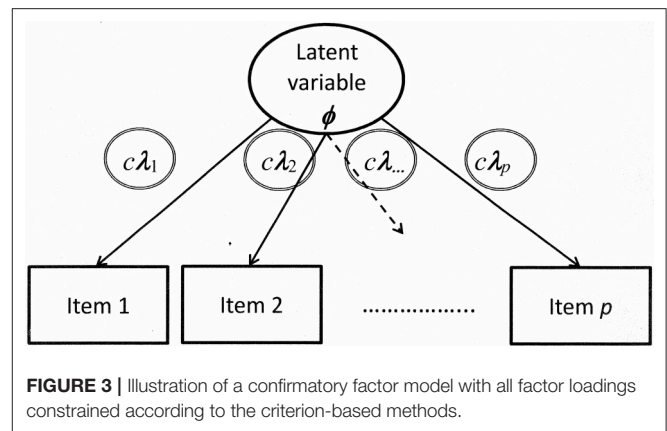 Latent
variable
ϕ
cλ1 cλ2 cλ... cλp
Item 1 Item 2 ........................ Item p
FIGURE 3 | Illustration of a confirmatory factor model with all factor loadings
constrained according to the criterion-based methods.